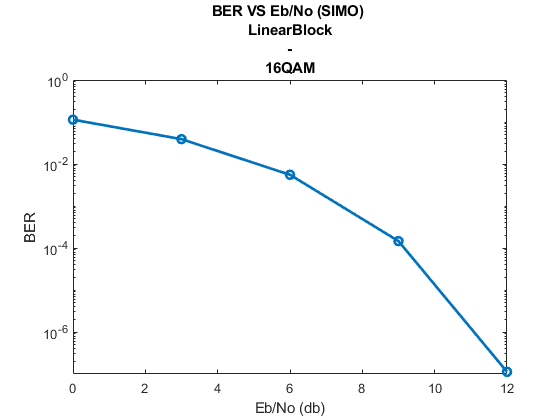 BER VS Eb/No (SIMO)
LinearBlock
-
16QAM
10^0
10^-2
10^-4
10^-6
BER
0 2 4 6 8 10 12
Eb/No (db)